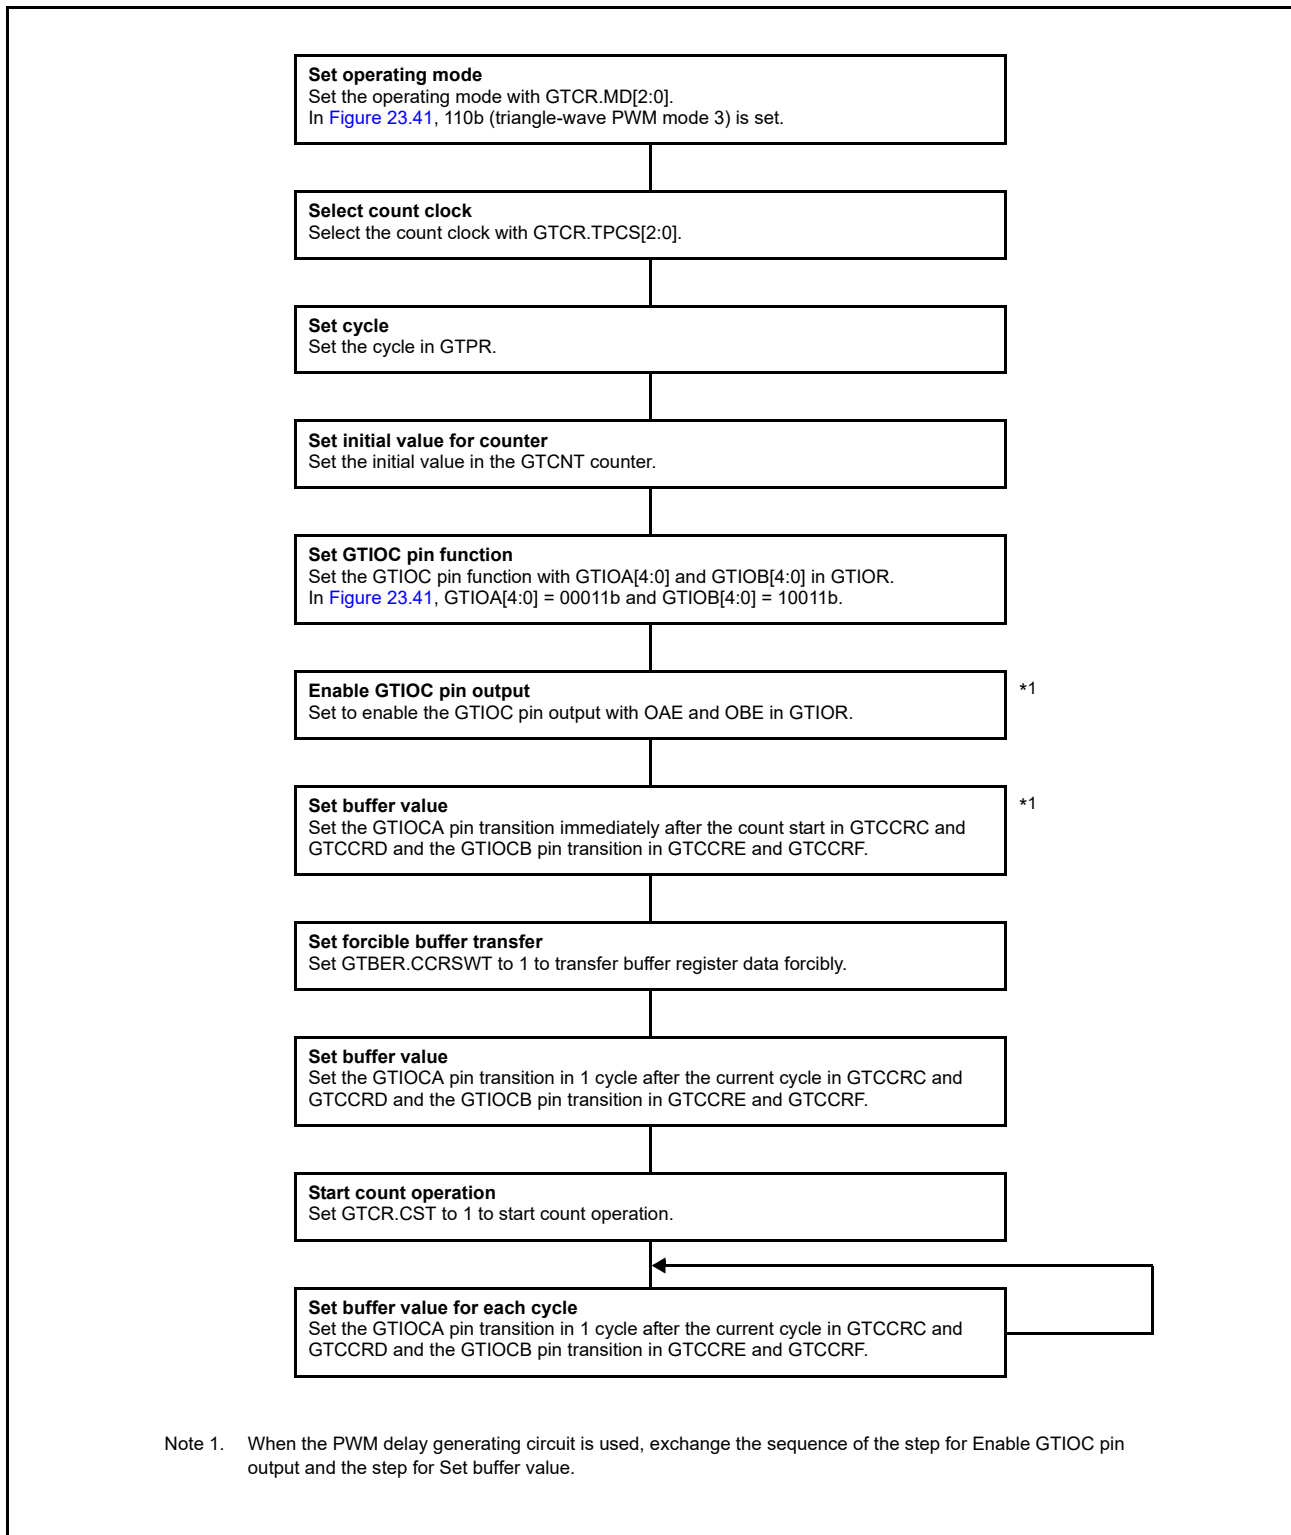 Set operating mode
Set the operating mode with GTCR.MD[2:0].
In Figure 23.41, 110b (triangle-wave PWM mode 3) is set.
Select count clock
Select the count clock with GTCR.TPCS[2:0].
Set cycle
Set the cycle in GTPR.
Set initial value for counter
Set the initial value in the GTCNT counter.
Set GTIOC pin function
Set the GTIOC pin function with GTIOA[4:0] and GTIOB[4:0] in GTIOR.
In Figure 23.41, GTIOA[4:0] = 00011b and GTIOB[4:0] = 10011b.
Enable GTIOC pin output
Set to enable the GTIOC pin output with OAE and OBE in GTIOR.
*1
Set buffer value
Set the GTIOCA pin transition immediately after the count start in GTCCRC and
GTCCRD and the GTIOCB pin transition in GTCCRE and GTCCRF.
*1
Set forcible buffer transfer
Set GTBER.CCRSWT to 1 to transfer buffer register data forcibly.
Set buffer value
Set the GTIOCA pin transition in 1 cycle after the current cycle in GTCCRC and
GTCCRD and the GTIOCB pin transition in GTCCRE and GTCCRF.
Start count operation
Set GTCR.CST to 1 to start count operation.
Set buffer value for each cycle
Set the GTIOCA pin transition in 1 cycle after the current cycle in GTCCRC and
GTCCRD and the GTIOCB pin transition in GTCCRE and GTCCRF.
Note 1. When the PWM delay generating circuit is used, exchange the sequence of the step for Enable GTIOC pin
output and the step for Set buffer value.